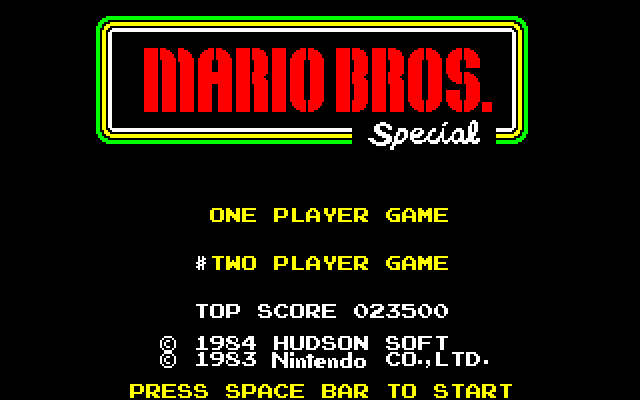 MARIO BROS.
Special
ONE PLAYER GAME
#TWO PLAYER GAME
TOP SCORE 023500
© 1984 HUDSON SOFT
© 1983 Nintendo CO.,LTD.
PRESS SPACE BAR TO START